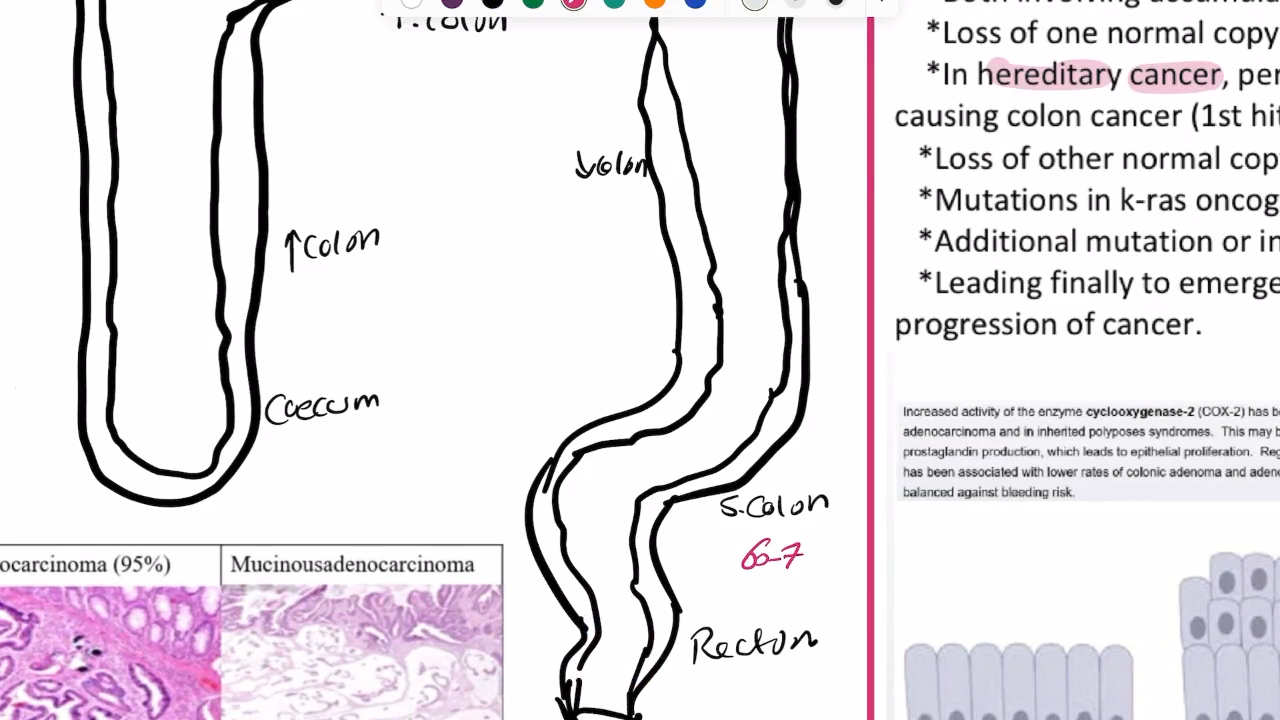 T.Colon
↓Colon
↑Colon
Caecum
S.Colon
60-7
Rectum
ocarcinoma (95%)
Mucinousadenocarcinoma
*Loss of one normal copy
*In hereditary cancer, per
causing colon cancer (1st hit
*Loss of other normal cop
*Mutations in k-ras oncog
*Additional mutation or in
*Leading finally to emerge
progression of cancer.
Increased activity of the enzyme cyclooxygenase-2 (COX-2) has b
adenocarcinoma and in inherited polyposes syndromes. This may b
prostaglandin production, which leads to epithelial proliferation. Reg
has been associated with lower rates of colonic adenoma and aden
balanced against bleeding risk.